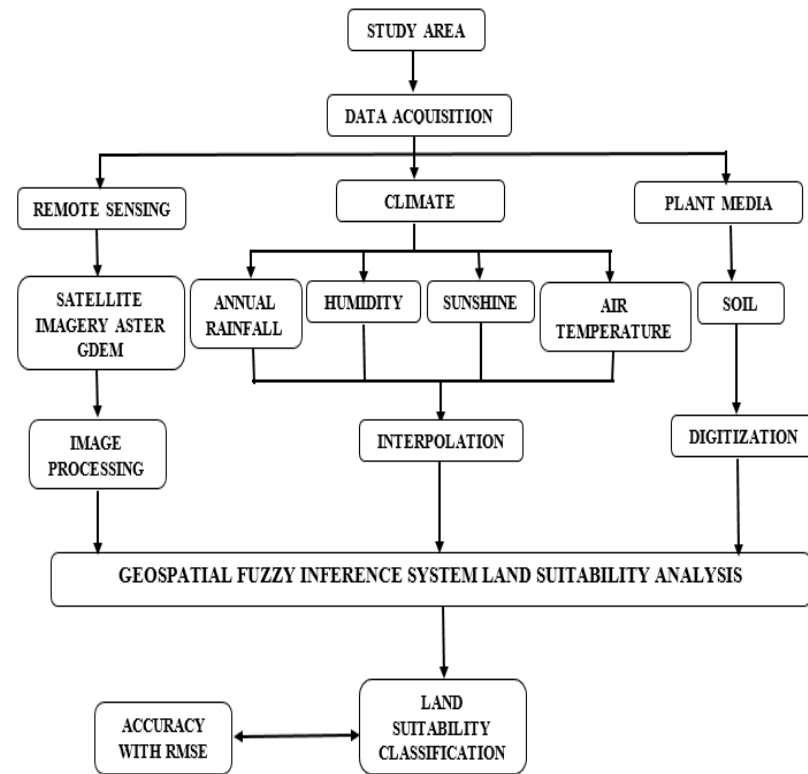 STUDY AREA
DATA ACQUISITION
REMOTE SENSING
CLIMATE
PLANT MEDIA
SATELLITE
IMAGERY ASTER
GDEM
ANNUAL
RAINFALL
HUMIDITY
SUNSHINE
AIR
TEMPERATURE
SOIL
IMAGE
PROCESSING
INTERPOLATION
DIGITIZATION
GEOSPATIAL FUZZY INFERENCE SYSTEM LAND SUITABILITY ANALYSIS
ACCURACY
WITH RMSE
LAND
SUITABILITY
CLASSIFICATION